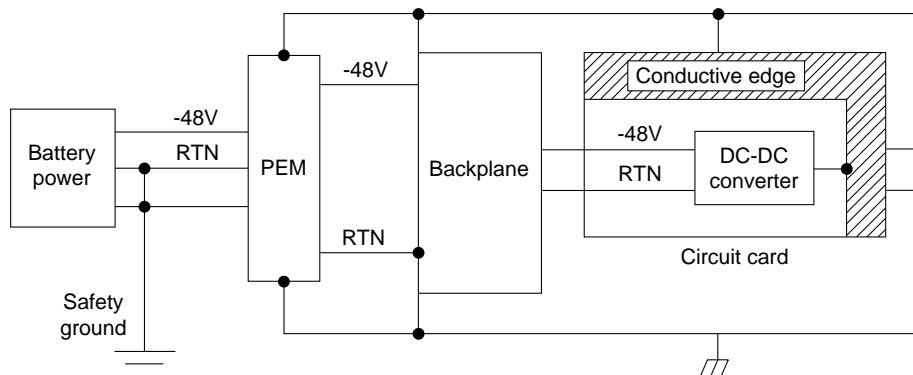 Battery
power
-48V
RTN
Safety
ground
PEM
-48V
RTN
Backplane
Conductive edge
-48V
RTN
DC-DC
converter
Circuit card